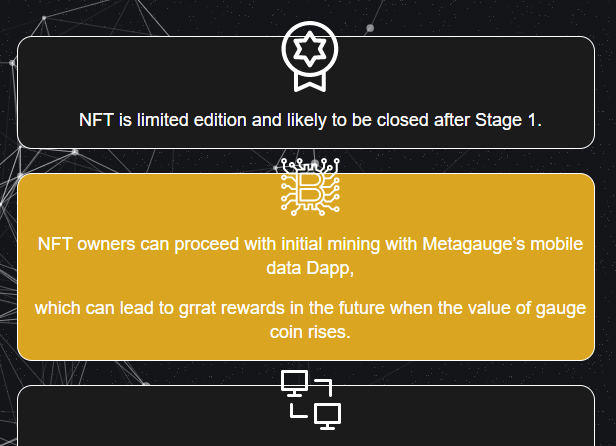 NFT is limited edition and likely to be closed after Stage 1.
NFT owners can proceed with initial mining with Metagauge’s mobile
data Dapp,
which can lead to grrat rewards in the future when the value of gauge
coin rises.